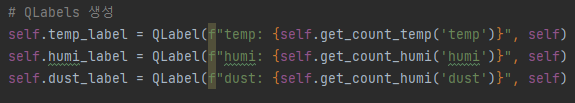 # QLabels 생성
self.temp_label = QLabel(f"temp: {self.get_count_temp('temp')}", self)
self.humi_label = QLabel(f"humi: {self.get_count_humi('humi')}", self)
self.dust_label = QLabel(f"dust: {self.get_count_humi('dust')}", self)